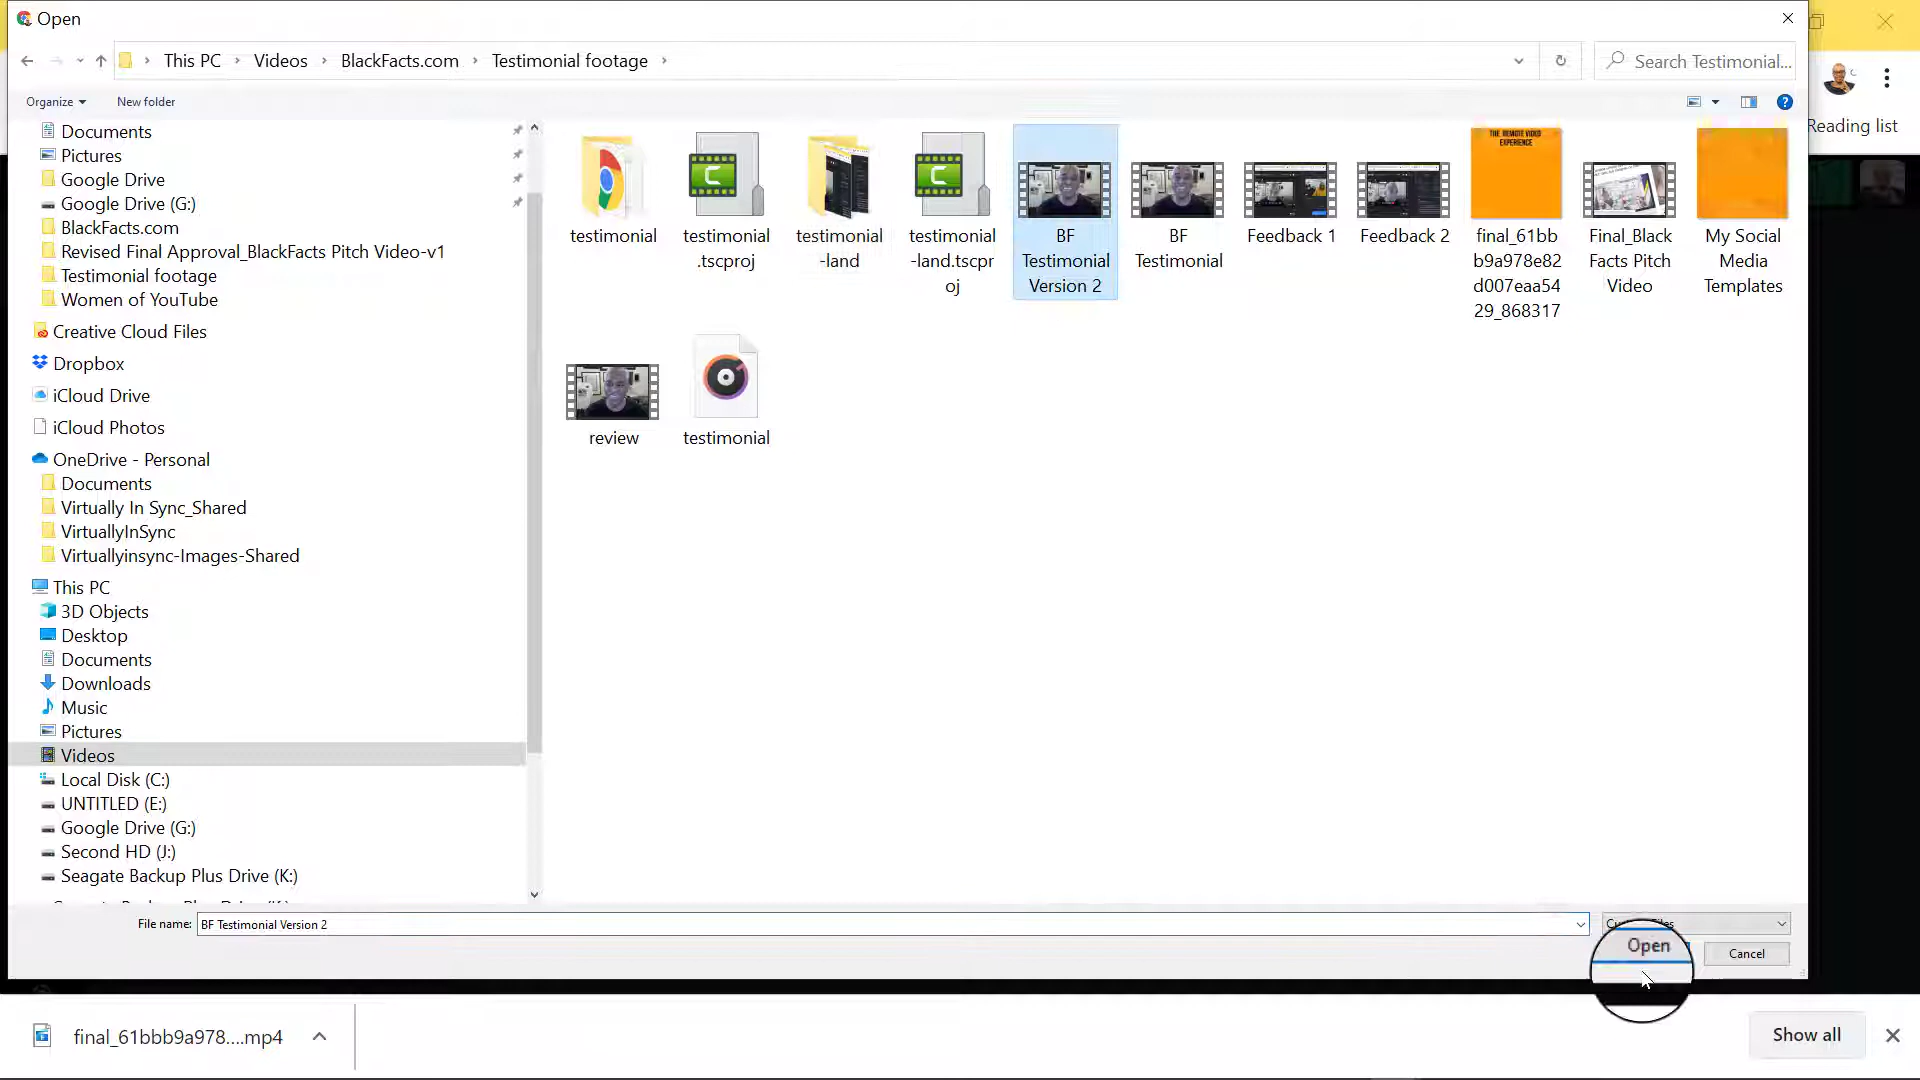 Open
This PC
Videos
BlackFacts.com
Testimonial footage
Search Testimonial...
Organize
New folder
Reading list
Documents
Pictures
Google Drive
Google Drive (G:)
BlackFacts.com
Revised Final Approval_BlackFacts Pitch Video-v1
Testimonial footage
Women of YouTube
Creative Cloud Files
Dropbox
iCloud Drive
iCloud Photos
OneDrive - Personal
Documents
Virtually In Sync_Shared
VirtuallyInSync
Virtuallyinsync-Images-Shared
This PC
3D Objects
Desktop
Documents
Downloads
Music
Pictures
Videos
Local Disk (C:)
UNTITLED (E:)
Google Drive (G:)
Second HD (J:)
Seagate Backup Plus Drive (K:)
testimonial
testimonial
.tscproj
testimonial
-land
testimonial
-land.tscpr
oj
BF
Testimonial
Version 2
BF
Testimonial
Feedback 1
Feedback 2
THE REMOTE VIDEO
EXPERIENCE
final_61bb
b9a978e82
d007eaa54
29_868317
Final_Black
Facts Pitch
Video
My Social
Media
Templates
review
testimonial
File name:
BF Testimonial Version 2
Open
Cancel
final_61bbb9a978....mp4
Show all